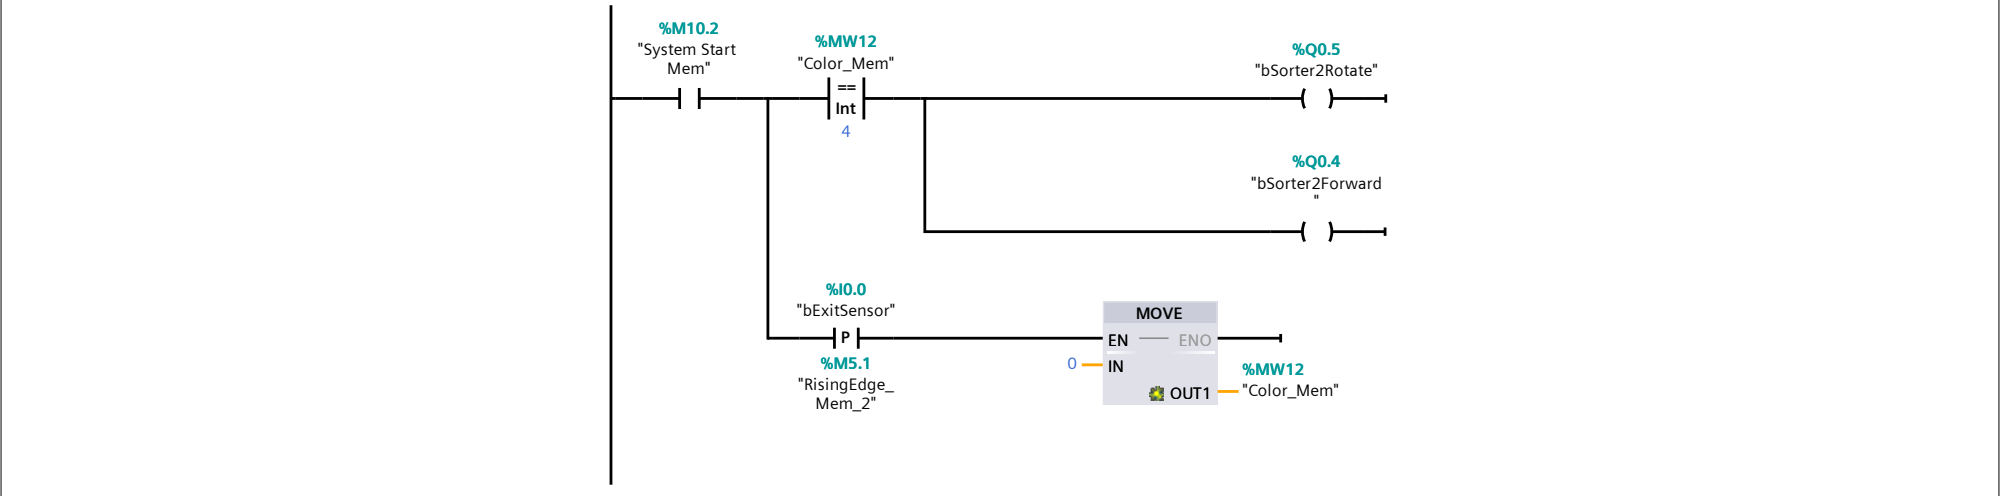 %M10.2
"System Start
Mem"
%MW12
"Color_Mem"
==
Int
4
%Q0.5
"bSorter2Rotate"
%Q0.4
"bSorter2Forward
"
%I0.0
"bExitSensor"
P
%M5.1
"RisingEdge_
Mem_2"
MOVE
EN
ENO
0
IN
OUT1
%MW12
"Color_Mem"